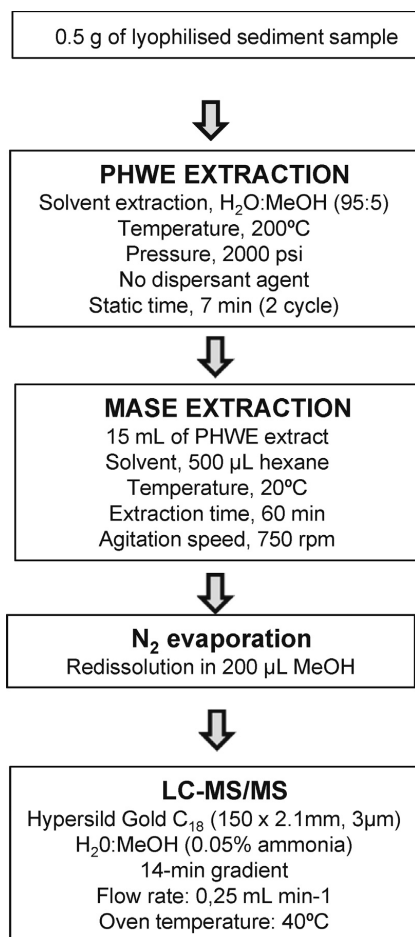 0.5 g of lyophilised sediment sample
PHWE EXTRACTION
Solvent extraction, H₂O:MeOH (95:5)
Temperature, 200ºC
Pressure, 2000 psi
No dispersant agent
Static time, 7 min (2 cycle)
MASE EXTRACTION
15 mL of PHWE extract
Solvent, 500 µL hexane
Temperature, 20ºC
Extraction time, 60 min
Agitation speed, 750 rpm
N₂ evaporation
Redissolution in 200 µL MeOH
LC-MS/MS
Hypersild Gold C₁₈ (150 x 2.1mm, 3µm)
H₂0:MeOH (0.05% ammonia)
14-min gradient
Flow rate: 0,25 mL min-1
Oven temperature: 40ºC